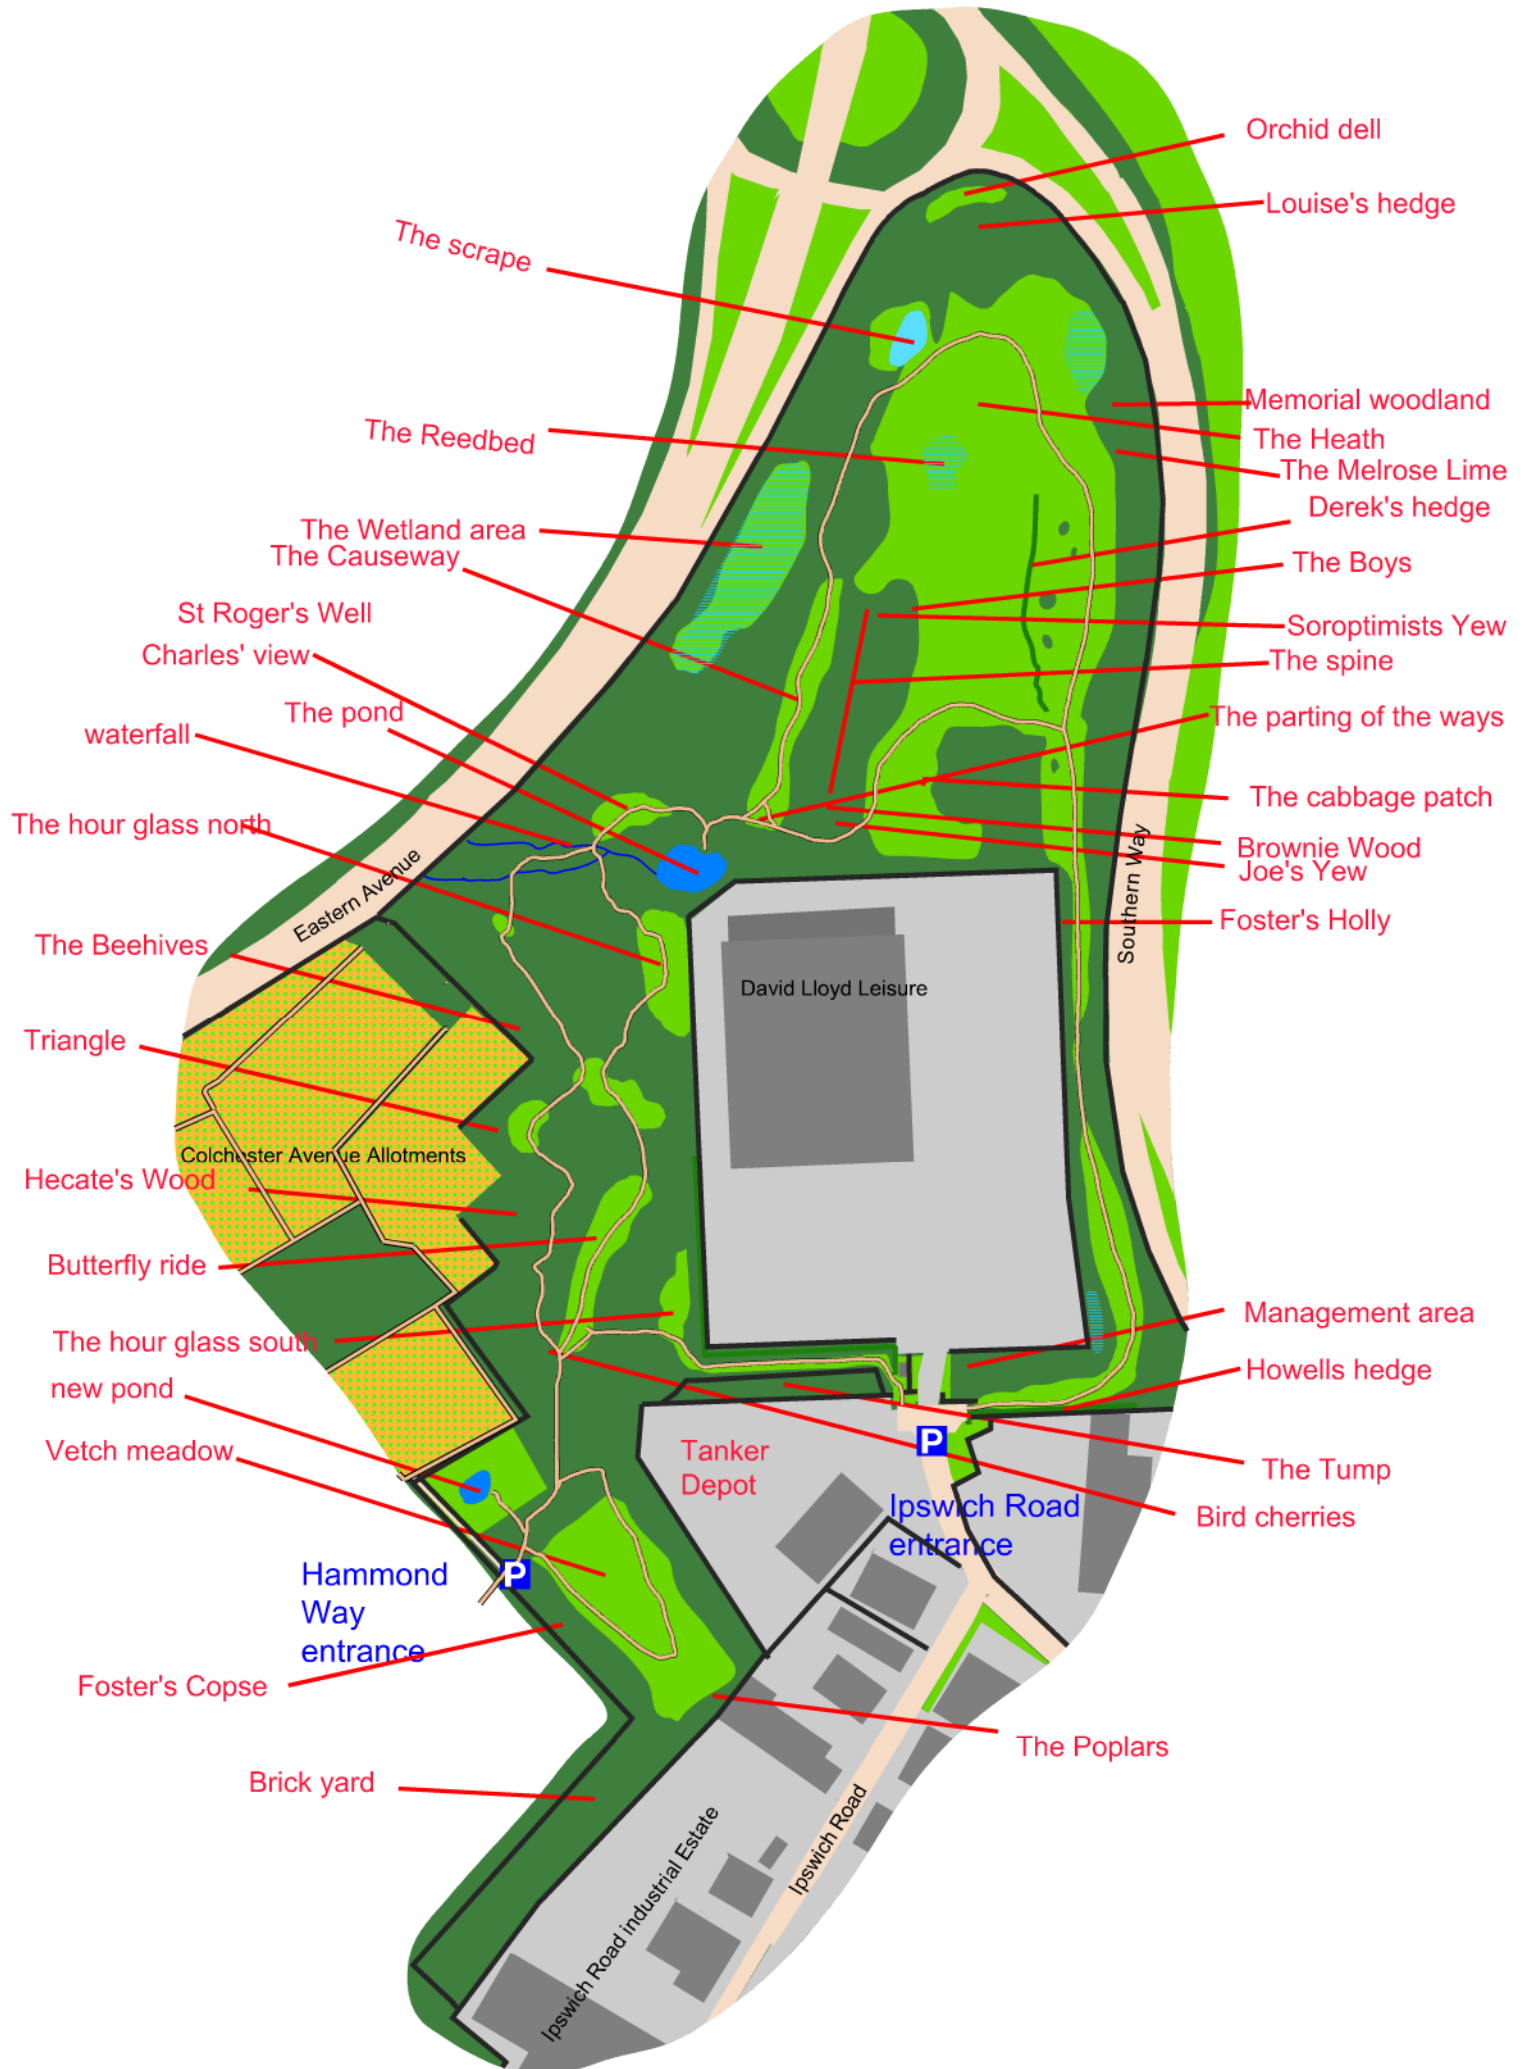 Orchid dell
Louise's hedge
The scrape
Memorial woodland
The Heath
The Reedbed
The Melrose Lime
Derek's hedge
The Wetland area
The Causeway
The Boys
St Roger's Well
Soroptimists Yew
Charles' view
The spine
The pond
The parting of the ways
waterfall
The cabbage patch
The hour glass north
Brownie Wood
Joe's Yew
Eastern Avenue
Southern Way
Foster's Holly
The Beehives
David Lloyd Leisure
Triangle
Colchester Avenue Allotments
Hecate's Wood
Butterfly ride
Management area
The hour glass south
Howells hedge
new pond
P
Vetch meadow
Tanker
Depot
The Tump
Ipswich Road
entrance
Bird cherries
P
Hammond
Way
entrance
Foster's Copse
The Poplars
Brick yard
Ipswich Road
Ipswich Road industrial Estate